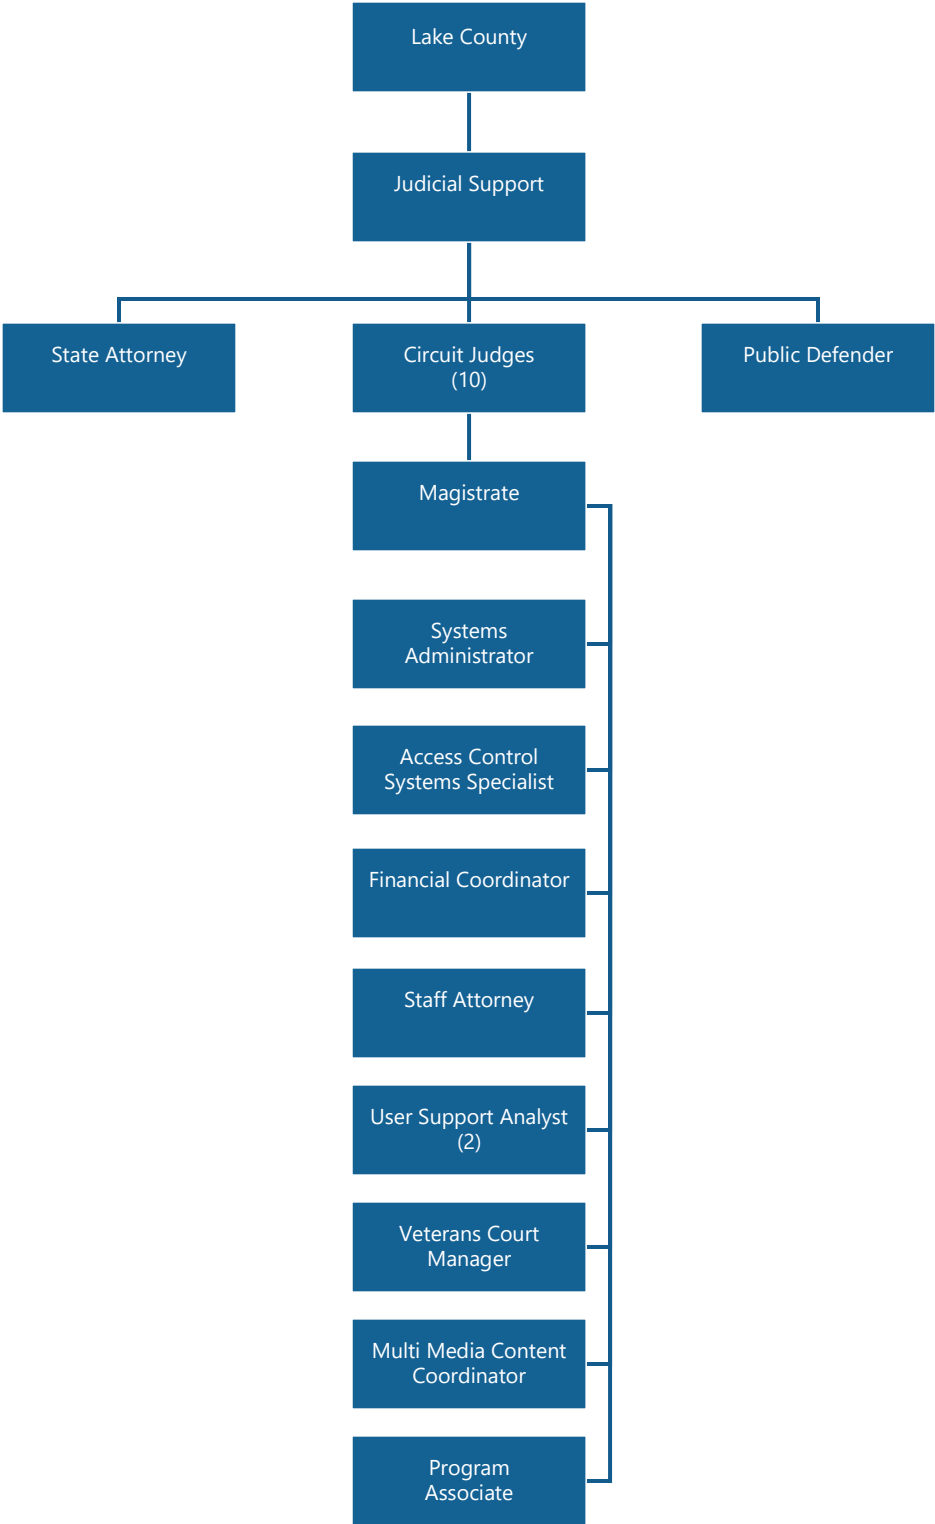 Lake County
Judicial Support
State Attorney
Circuit Judges
(10)
Public Defender
Magistrate
Systems
Administrator
Access Control
Systems Specialist
Financial Coordinator
Staff Attorney
User Support Analyst
(2)
Veterans Court
Manager
Multi Media Content
Coordinator
Program
Associate